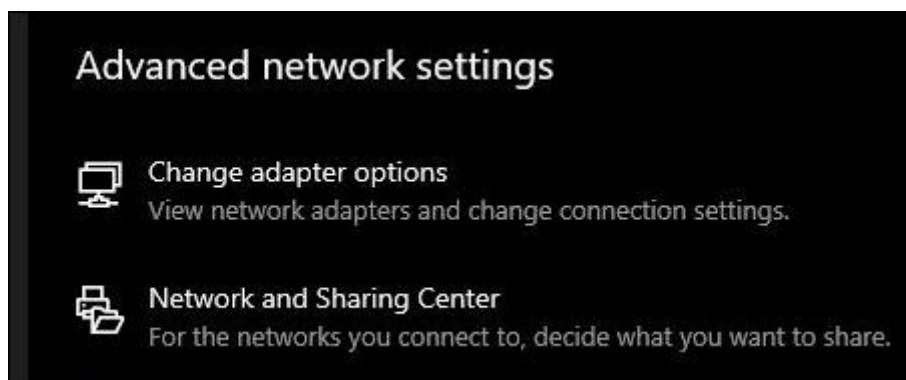 Advanced network settings
Change adapter options
View network adapters and change connection settings.
Network and Sharing Center
For the networks you connect to, decide what you want to share.